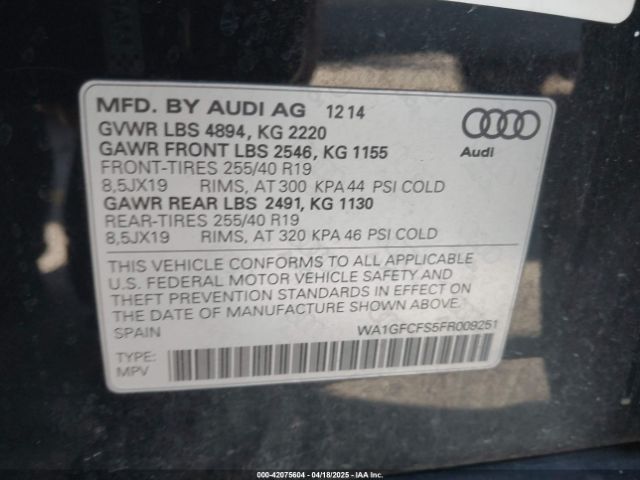 MFD. BY AUDI AG 12 14
GVWR LBS 4894, KG 2220
GAWR FRONT LBS 2546, KG 1155
FRONT-TIRES 255/40 R19
8,5JX19 RIMS, AT 300 KPA 44 PSI COLD
GAWR REAR LBS 2491, KG 1130
REAR-TIRES 255/40 R19
8,5JX19 RIMS, AT 320 KPA 46 PSI COLD
Audi
THIS VEHICLE CONFORMS TO ALL APPLICABLE
U.S. FEDERAL MOTOR VEHICLE SAFETY AND
THEFT PREVENTION STANDARDS IN EFFECT ON
THE DATE OF MANUFACTURE SHOWN ABOVE.
SPAIN WA1GFCFS5FR009251
TYPE:
MPV
000-42075604 | 04/18/2025 | IAA Inc.